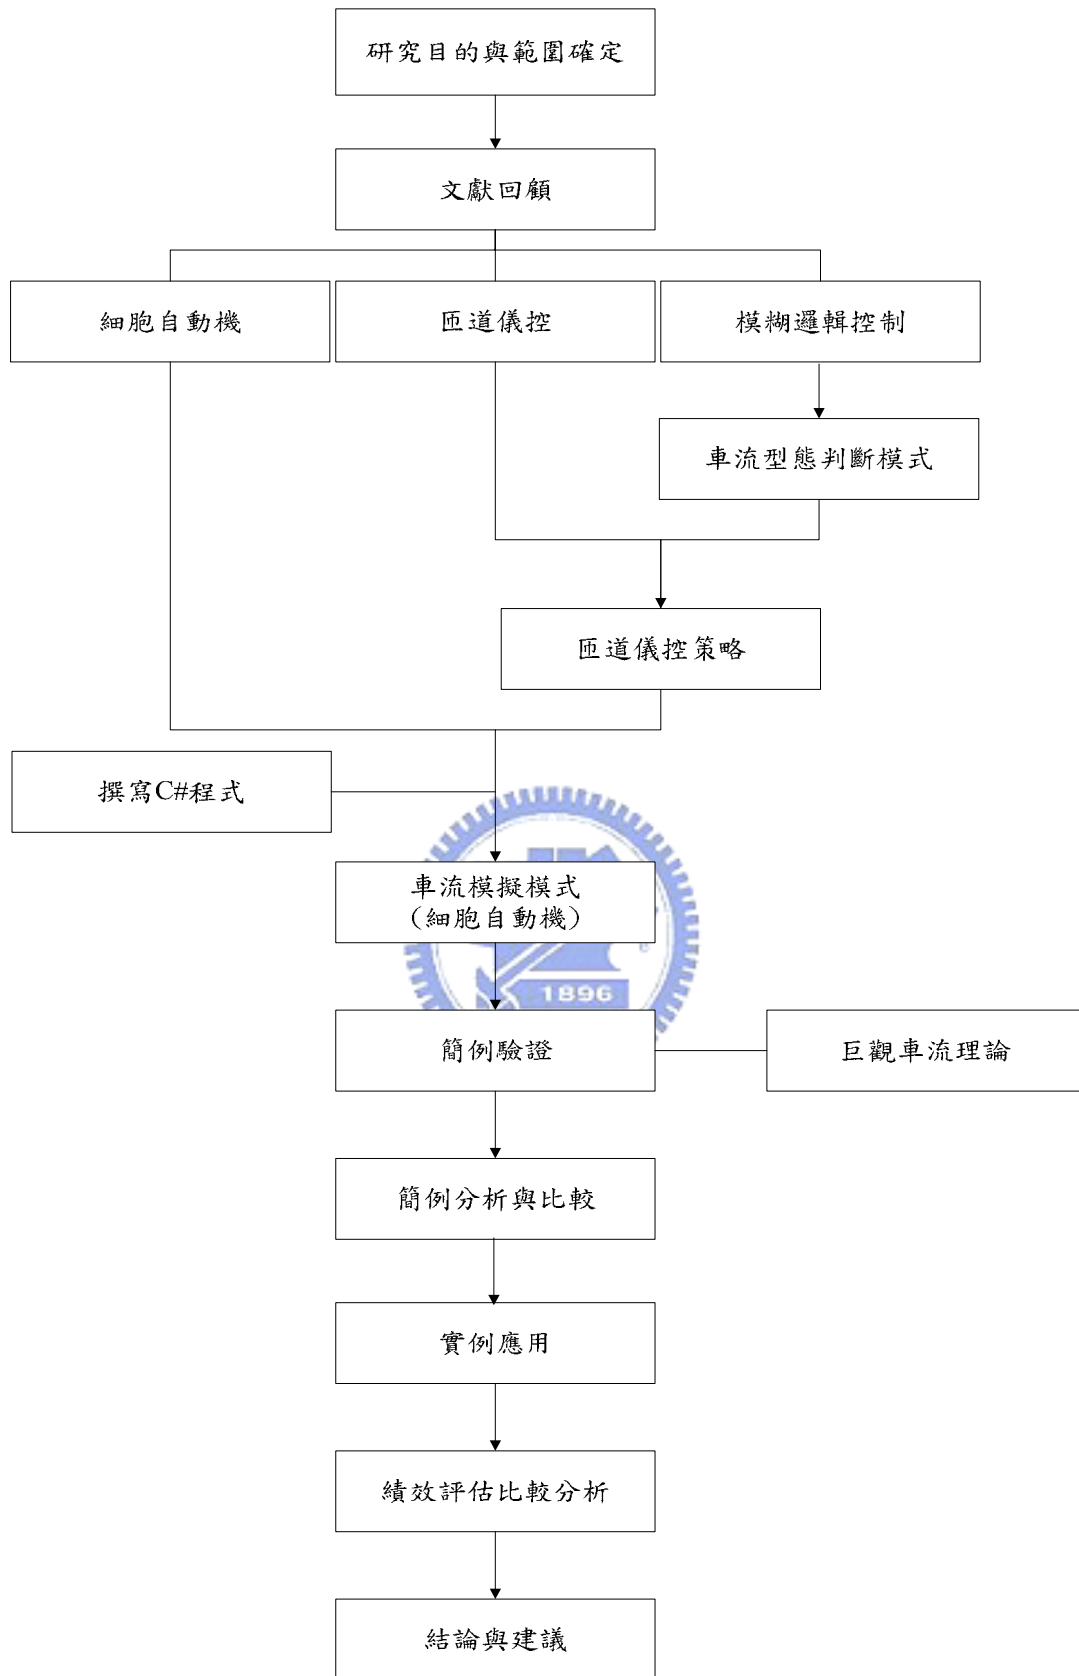 研究目的與範圍確定
文獻回顧
細胞自動機
匝道儀控
模糊邏輯控制
車流型態判斷模式
匝道儀控策略
撰寫C#程式
車流模擬模式
(細胞自動機)
1896
簡例驗證
巨觀車流理論
簡例分析與比較
實例應用
績效評估比較分析
結論與建議